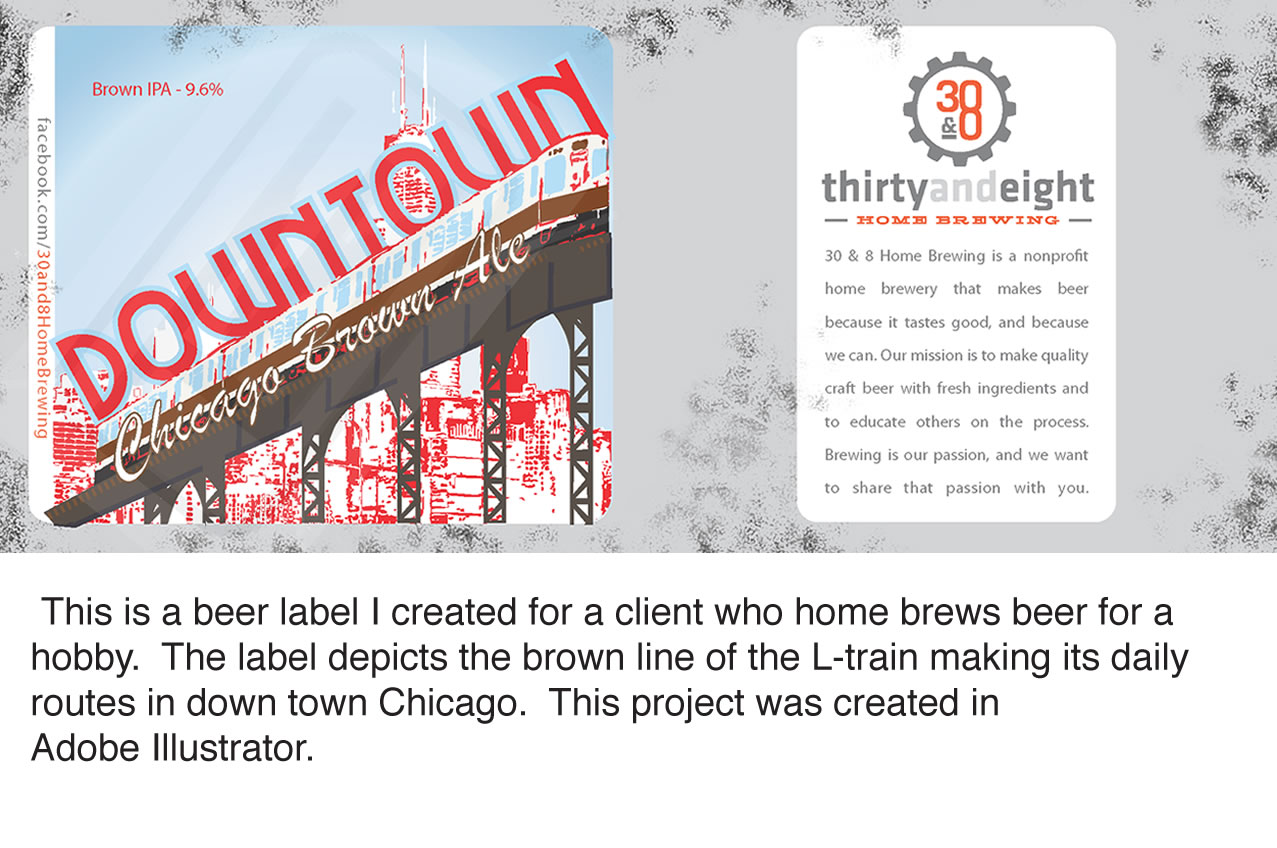 Brown IPA - 9.6%
facebook.com/30and8HomeBrewing
DOWNTOWN
Chicago Brown Ale
30
&8
thirtyandeight
HOME BREWING
30 & 8 Home Brewing is a nonprofit
home brewery that makes beer
because it tastes good, and because
we can. Our mission is to make quality
craft beer with fresh ingredients and
to educate others on the process.
Brewing is our passion, and we want
to share that passion with you.
This is a beer label I created for a client who home brews beer for a
hobby.  The label depicts the brown line of the L-train making its daily
routes in down town Chicago.  This project was created in
Adobe Illustrator.